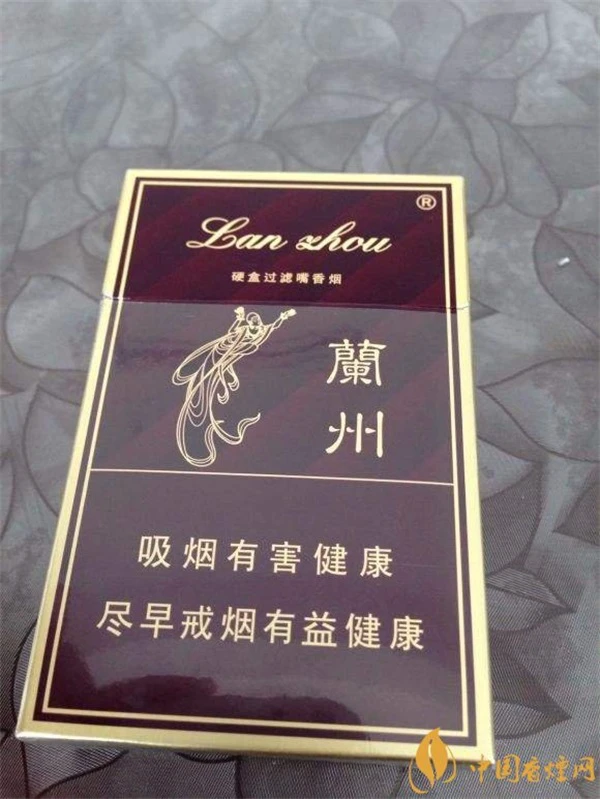 Lan zhou
®
硬盒过滤嘴香烟
蘭
州
吸烟有害健康
尽早戒烟有益健康
中国香煙网